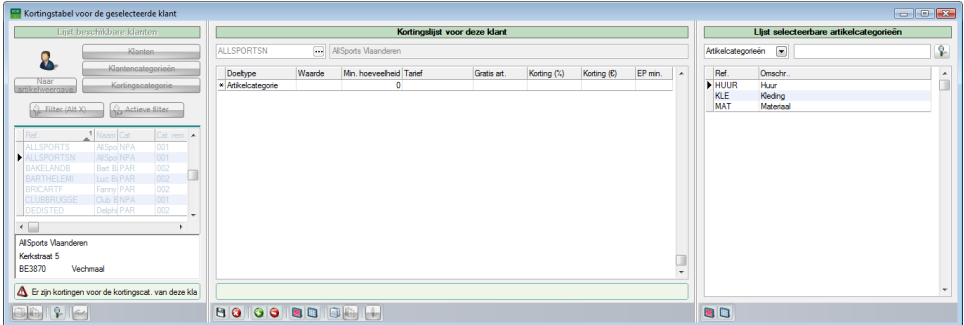 Kortingstabel voor de geselecteerde klant
Lijst beschikbare klanten
Klanten
Klantencategorieën
Naar artikelweergave
Kortingscategorie
Filter (Alt X)
Actieve filter
Ref. 1 Naam Cat Cat. rem.
ALLSPORTS AllSpo NPA 001
ALLSPORTSN AllSpo NPA 001
BAKELANDB Bart B PAR 002
BARTHELEMI Luc B PAR 002
BRICARTF Fanny PAR 002
CLUBBRUGGE Club B NPA 001
DEDISTED Delphi PAR 002
AllSports Vlaanderen
Kerkstraat 5
BE3870 Vechmaal
Er zijn kortingen voor de kortingscat. van deze kla
Kortingslijst voor deze klant
ALLSPORTSN ... AllSports Vlaanderen
Doeltype Waarde Min. hoeveelheid Tarief Gratis art. Korting (%) Korting (€) EP min.
Artikelcategorie 0
Lijst selecteerbare artikelcategorieën
Artikelcategorieën
Ref. Omschr..
HUUR Huur
KLE Kleding
MAT Materiaal